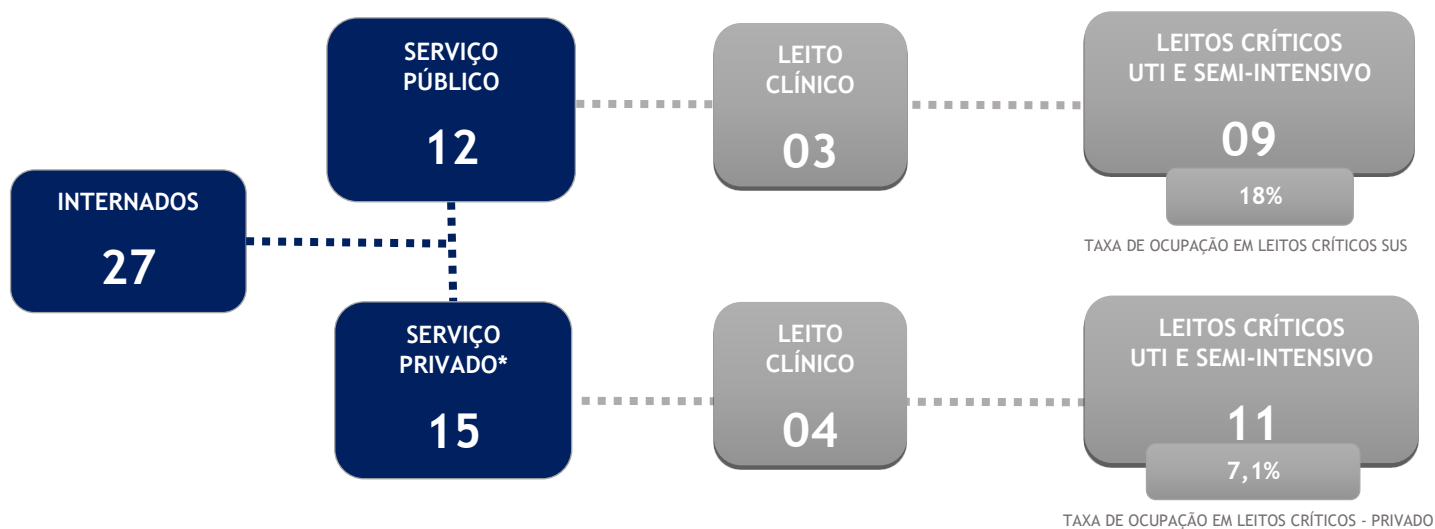 INTERNADOS
27
SERVIÇO
PÚBLICO
12
LEITO
CLÍNICO
03
LEITOS CRÍTICOS
UTI E SEMI-INTENSIVO
09
18%
TAXA DE OCUPAÇÃO EM LEITOS CRÍTICOS SUS
SERVIÇO
PRIVADO*
15
LEITO
CLÍNICO
04
LEITOS CRÍTICOS
UTI E SEMI-INTENSIVO
11
7,1%
TAXA DE OCUPAÇÃO EM LEITOS CRÍTICOS - PRIVADO